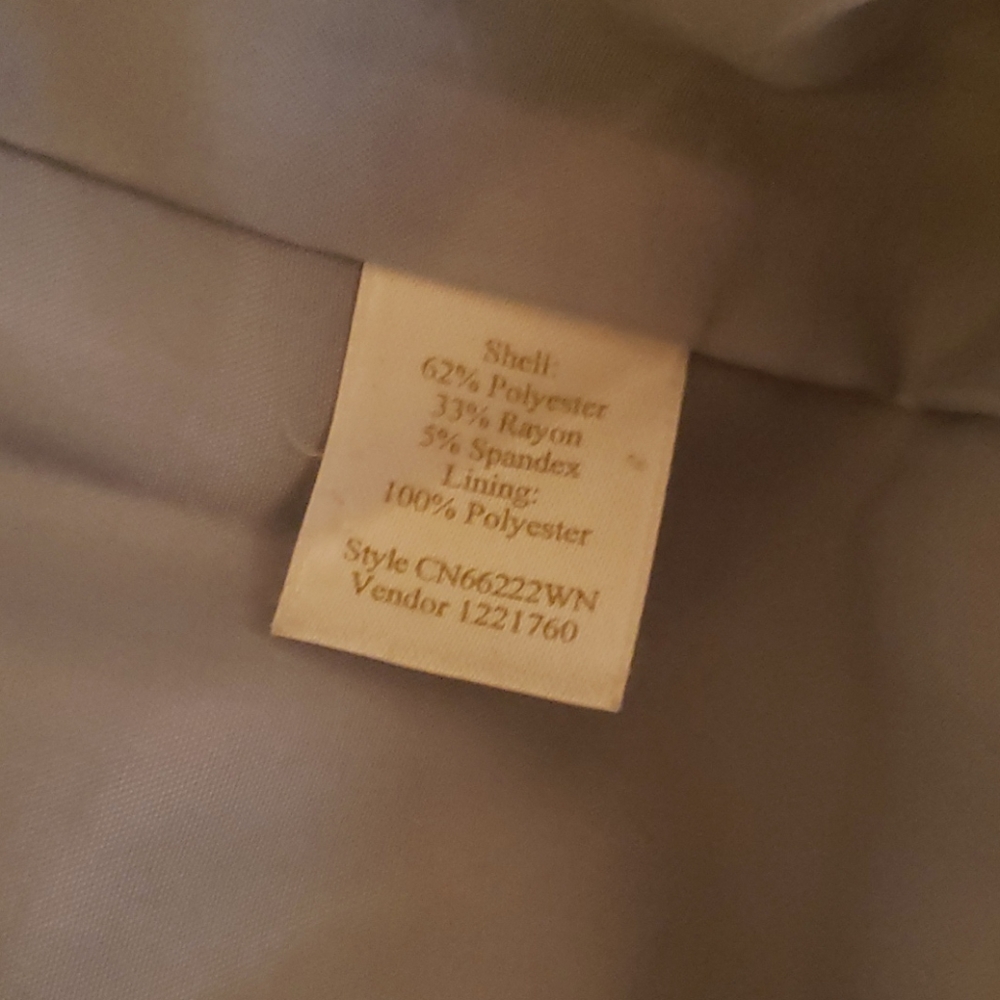 Shell:
62% Polyester
33% Rayon
5% Spandex
Lining:
100% Polyester
Style CN66222WN
Vendor 1221760